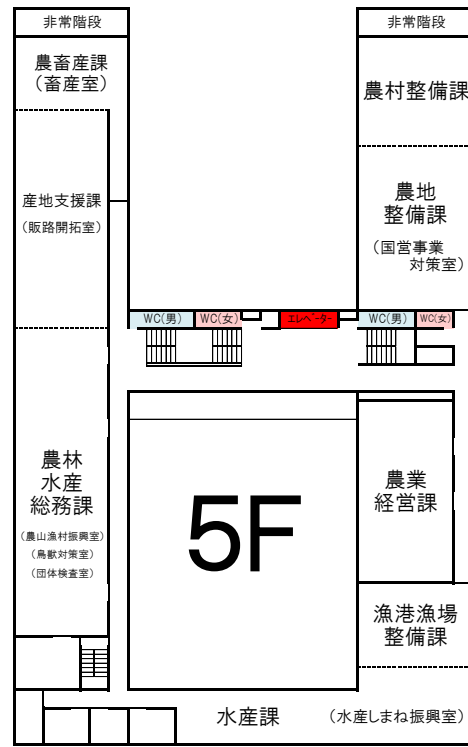 非常階段
非常階段
農畜産課
（畜産室）
農村整備課
産地支援課
（販路開拓室）
農地
整備課
（国営事業
対策室）
WC(男)
WC(女)
エレベーター
WC(男)
WC(女)
農林
水産
総務課
（農山漁村振興室）
（鳥獣対策室）
（団体検査室）
5F
農業
経営課
漁港漁場
整備課
水産課
（水産しまね振興室）